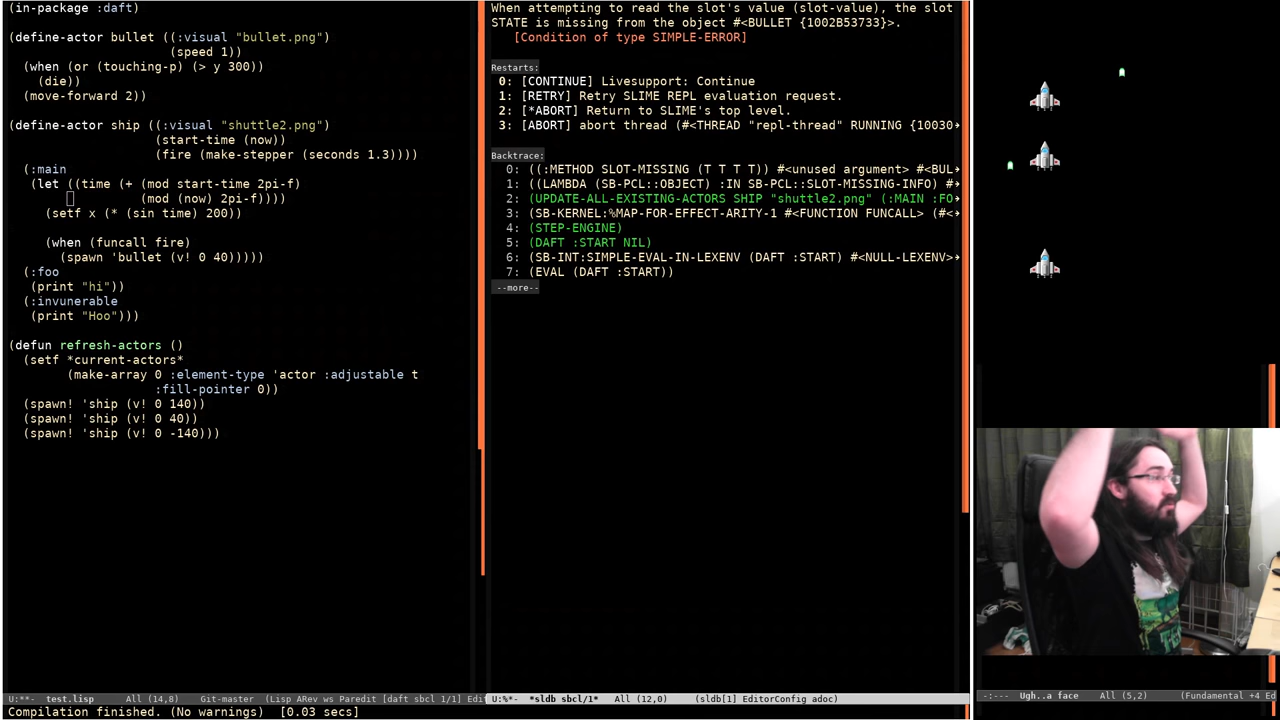 (in-package :daft)

(define-actor bullet ((:visual "bullet.png")
                      (speed 1))
  (when (or (touching-p) (> y 300))
    (die))
  (move-forward 2))

(define-actor ship ((:visual "shuttle2.png")
                    (start-time (now))
                    (fire (make-stepper (seconds 1.3))))
  (:main
   (let ((time (+ (mod start-time 2pi-f)
                  (mod (now) 2pi-f))))
     (setf x (* (sin time) 200))

     (when (funcall fire)
       (spawn 'bullet (v! 0 40)))))
  (:foo
   (print "hi"))
  (:invunerable
   (print "Hoo")))

(defun refresh-actors ()
  (setf *current-actors*
        (make-array 0 :element-type 'actor :adjustable t
                    :fill-pointer 0))
  (spawn! 'ship (v! 0 140))
  (spawn! 'ship (v! 0 40))
  (spawn! 'ship (v! 0 -140)))
U:**-  test.lisp      All (14,8)    Git-master  (Lisp ARev ws Paredit [daft sbcl 1/1] Edit
Compilation finished. (No warnings)  [0.03 secs]
When attempting to read the slot's value (slot-value), the slot
STATE is missing from the object #<BULLET {1002B53733}>.
   [Condition of type SIMPLE-ERROR]

Restarts:
 0: [CONTINUE] Livesupport: Continue
 1: [RETRY] Retry SLIME REPL evaluation request.
 2: [*ABORT] Return to SLIME's top level.
 3: [ABORT] abort thread (#<THREAD "repl-thread" RUNNING {10030

Backtrace:
  0: ((:METHOD SLOT-MISSING (T T T T)) #<unused argument> #<BUL
  1: ((LAMBDA (SB-PCL::OBJECT) :IN SB-PCL::SLOT-MISSING-INFO) #
  2: (UPDATE-ALL-EXISTING-ACTORS SHIP "shuttle2.png" (:MAIN :FO
  3: (SB-KERNEL:%MAP-FOR-EFFECT-ARITY-1 #<FUNCTION FUNCALL> (#<
  4: (STEP-ENGINE)
  5: (DAFT :START NIL)
  6: (SB-INT:SIMPLE-EVAL-IN-LEXENV (DAFT :START) #<NULL-LEXENV>
  7: (EVAL (DAFT :START))
 --more--
U:%*-  *sldb sbcl/1*   All (12,0)     (sldb[1] EditorConfig adoc)
-:---  Ugh..a face    All (5,2)      (Fundamental +4 Ed